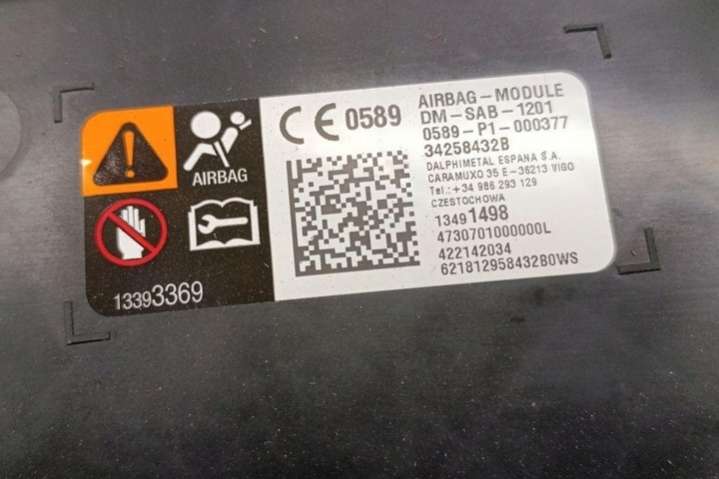 AIRBAG
13393369
CE 0589
AIRBAG-MODULE
DM-SAB-1201
0589-P1-000377
34258432B
DALPHIMETAL ESPANA S.A.
CARAMUXO 35 E-36213 VIGO
Tel.:+34 986 293 129
CZESTOCHOWA
13491498
4730701000000L
422142034
621812958432B0WS